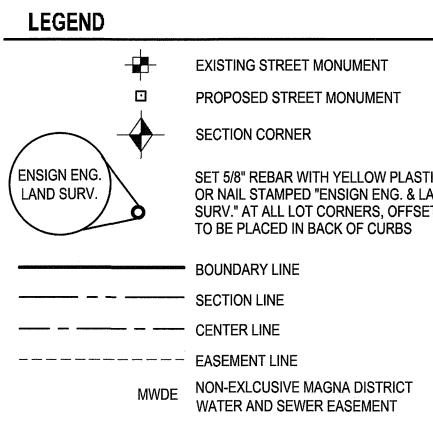 LEGEND
EXISTING STREET MONUMENT
PROPOSED STREET MONUMENT
SECTION CORNER
ENSIGN ENG.
LAND SURV.
SET 5/8" REBAR WITH YELLOW PLASTI
OR NAIL STAMPED "ENSIGN ENG. & LA
SURV." AT ALL LOT CORNERS, OFFSET
TO BE PLACED IN BACK OF CURBS
BOUNDARY LINE
SECTION LINE
CENTER LINE
EASEMENT LINE
MWDE NON-EXLCUSIVE MAGNA DISTRICT
WATER AND SEWER EASEMENT